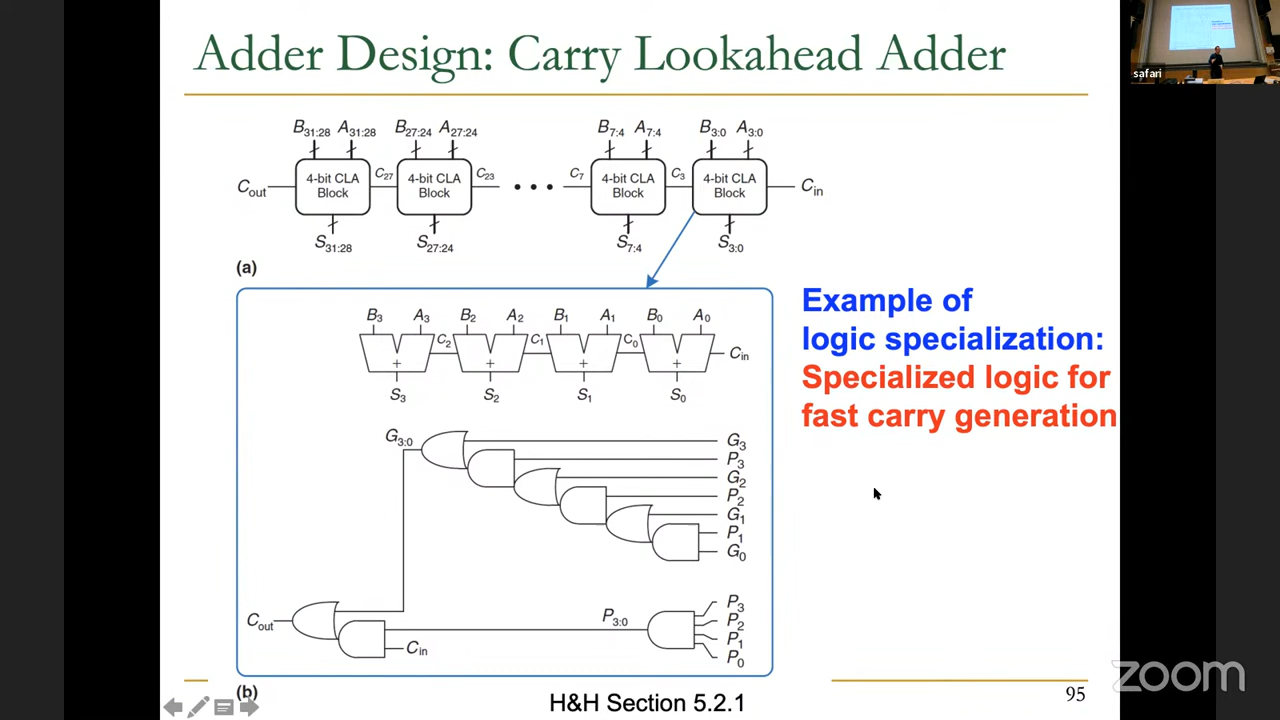 Adder Design: Carry Lookahead Adder
safari
B31:28 A31:28 B27:24 A27:24 B7:4 A7:4 B3:0 A3:0
Cout 4-bit CLA Block C27 4-bit CLA Block C23 • • • C7 4-bit CLA Block C3 4-bit CLA Block Cin
S31:28 S27:24 S7:4 S3:0
(a)
B3 A3 B2 A2 B1 A1 B0 A0
+ C2 + C1 + C0 + Cin
S3 S2 S1 S0
Example of
logic specialization:
Specialized logic for
fast carry generation
G3:0 G3
P3
G2
P2
G1
P1
G0
P3
Cout P3:0 P2
Cin P1
P0
(b)
H&H Section 5.2.1
95
zoom